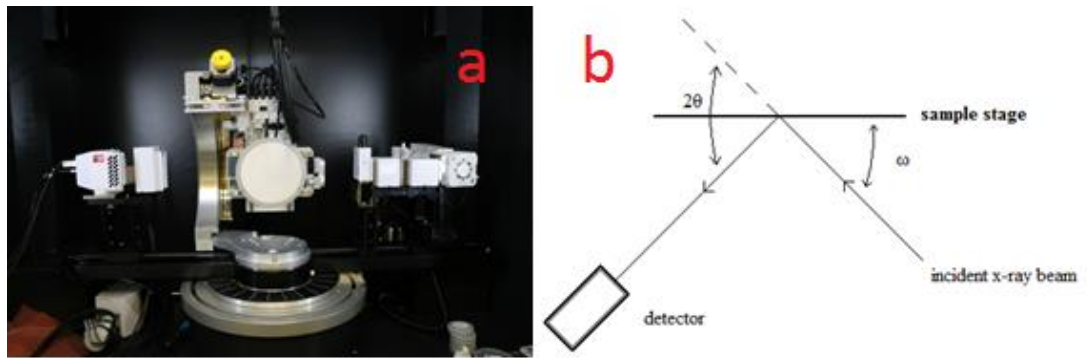 a
b
2θ
sample stage
ω
incident x-ray beam
detector